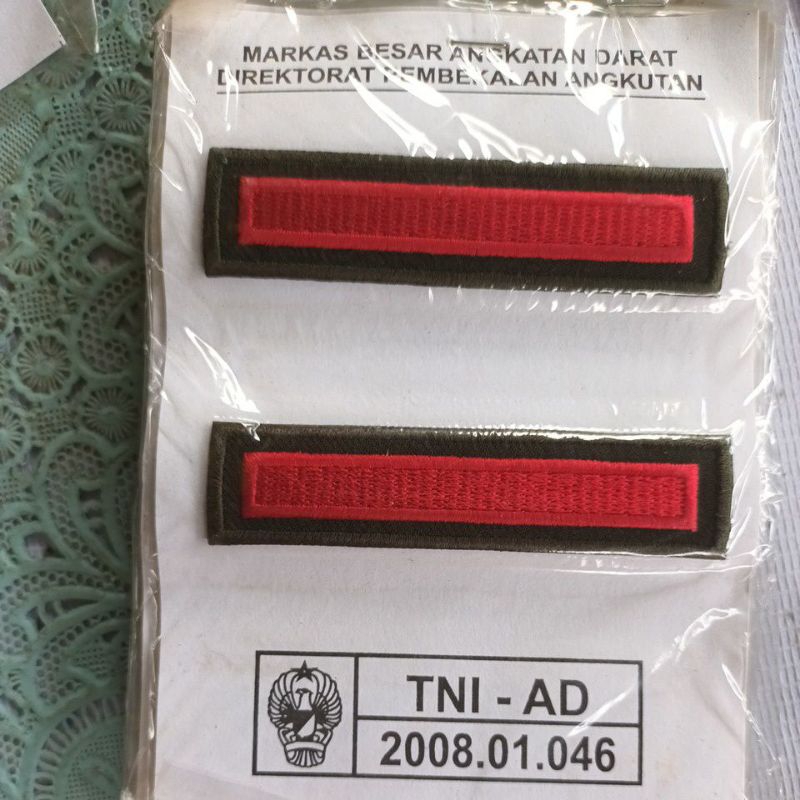 MARKAS BESAR ANGKATAN DARAT
DIREKTORAT PEMBEKALAN ANGKUTAN
TNI - AD
2008.01.046